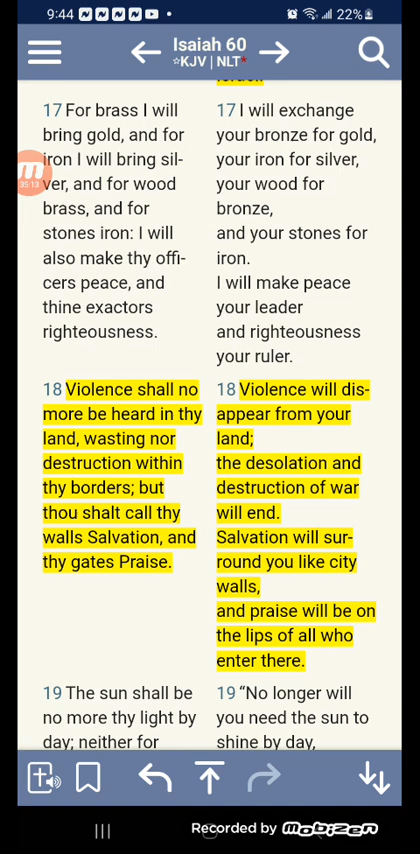 9:44
22%
Isaiah 60
☆KJV | NLT*
Israel.
17 For brass I will
bring gold, and for
iron I will bring sil-
ver, and for wood
brass, and for
stones iron: I will
also make thy offi-
cers peace, and
thine exactors
righteousness.
17 I will exchange
your bronze for gold,
your iron for silver,
your wood for
bronze,
and your stones for
iron.
I will make peace
your leader
and righteousness
your ruler.
35:13
18 Violence shall no
more be heard in thy
land, wasting nor
destruction within
thy borders; but
thou shalt call thy
walls Salvation, and
thy gates Praise.
18 Violence will dis-
appear from your
land;
the desolation and
destruction of war
will end.
Salvation will sur-
round you like city
walls,
and praise will be on
the lips of all who
enter there.
19 The sun shall be
no more thy light by
day; neither for
19 “No longer will
you need the sun to
shine by day,
Recorded by mobizen